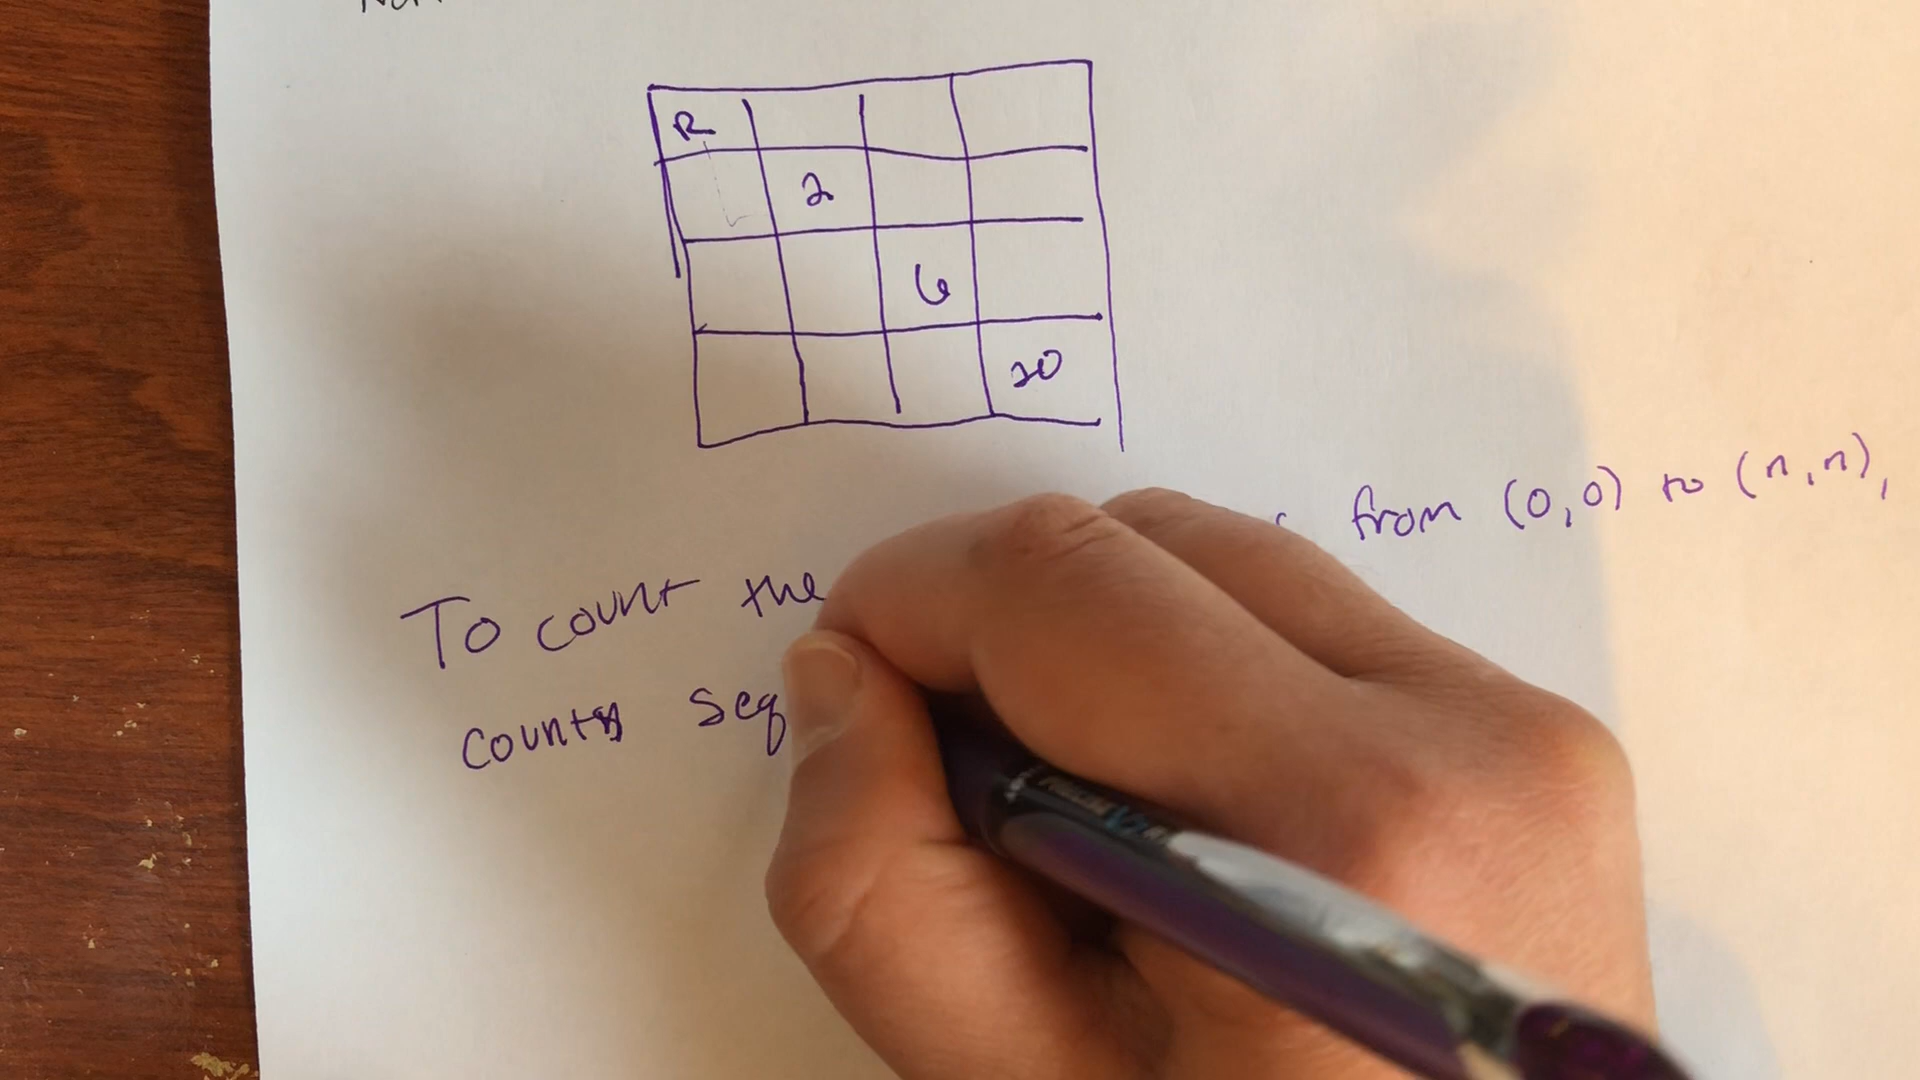 R
2
6
20
To count the from (0,0) to (n,n),
counts seq